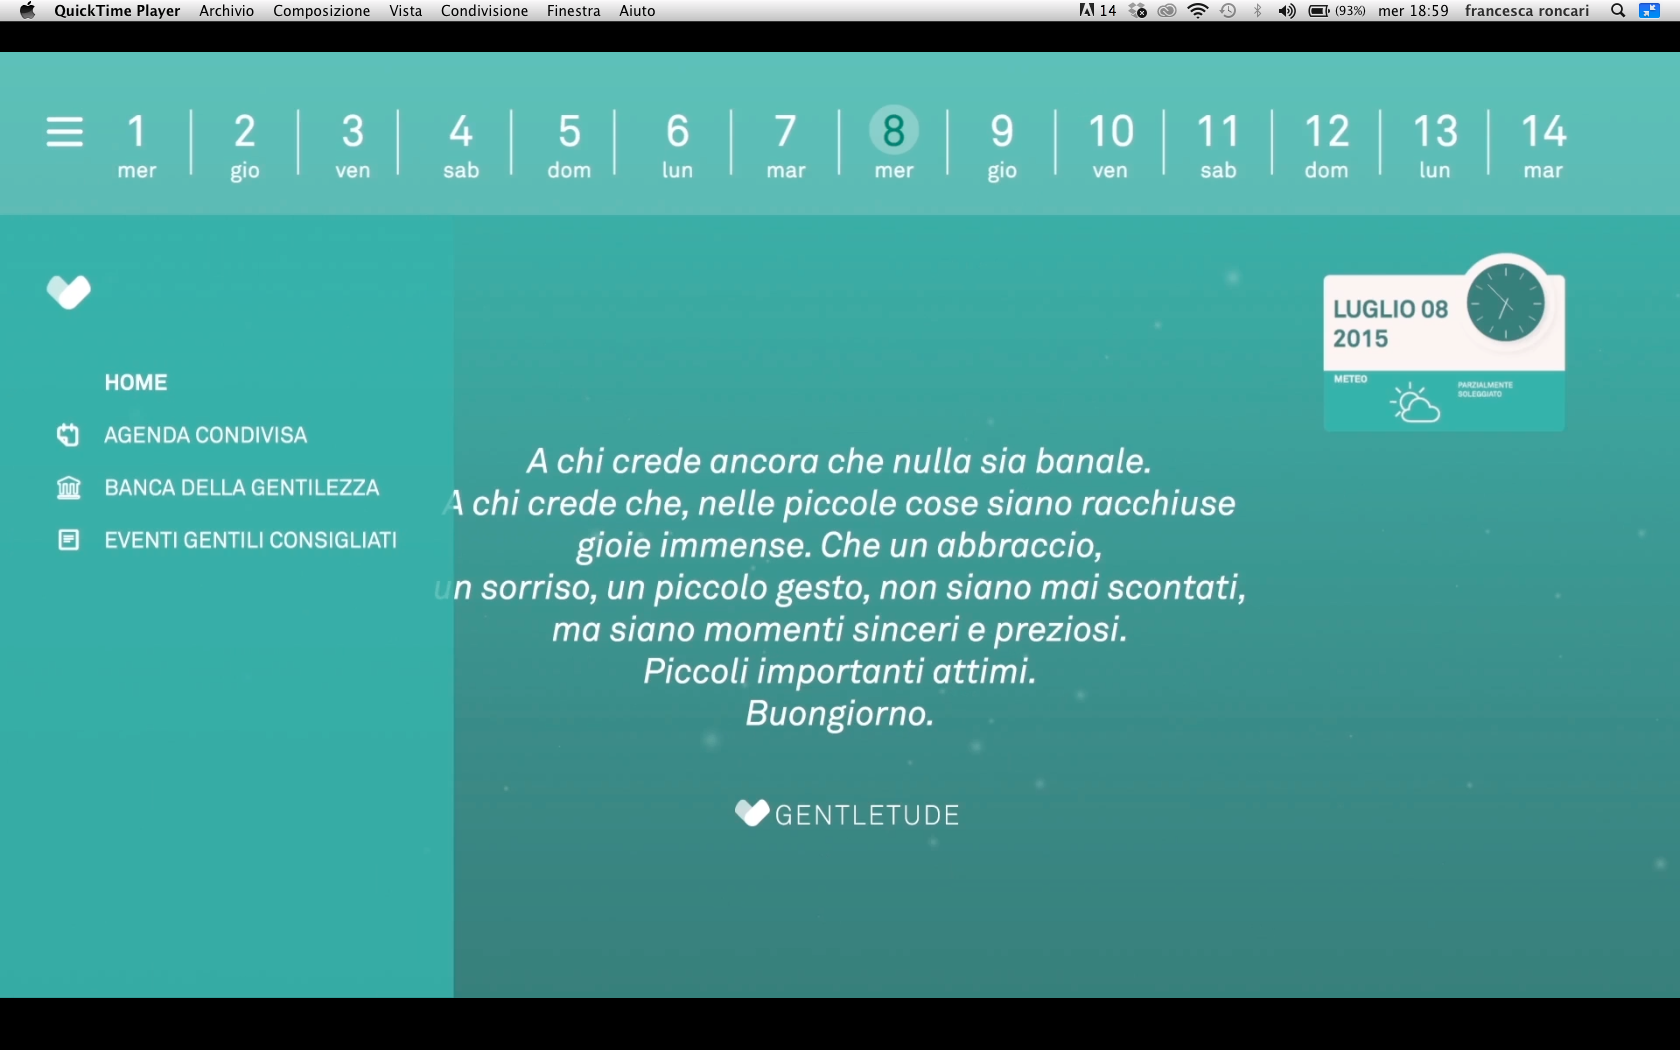 QuickTime Player Archivio Composizione Vista Condivisione Finestra Aiuto 14 (93%) mer 18:59 francesca roncari
1 2 3 4 5 6 7 8 9 10 11 12 13 14
mer gio ven sab dom lun mar mer gio ven sab dom lun mar
LUGLIO 08
2015
METEO
PARZIALMENTE
SOLEGGIATO
HOME
AGENDA CONDIVISA
BANCA DELLA GENTILEZZA
EVENTI GENTILI CONSIGLIATI
A chi crede ancora che nulla sia banale.
A chi crede che, nelle piccole cose siano racchiuse
gioie immense. Che un abbraccio,
un sorriso, un piccolo gesto, non siano mai scontati,
ma siano momenti sinceri e preziosi.
Piccoli importanti attimi.
Buongiorno.
GENTLETUDE